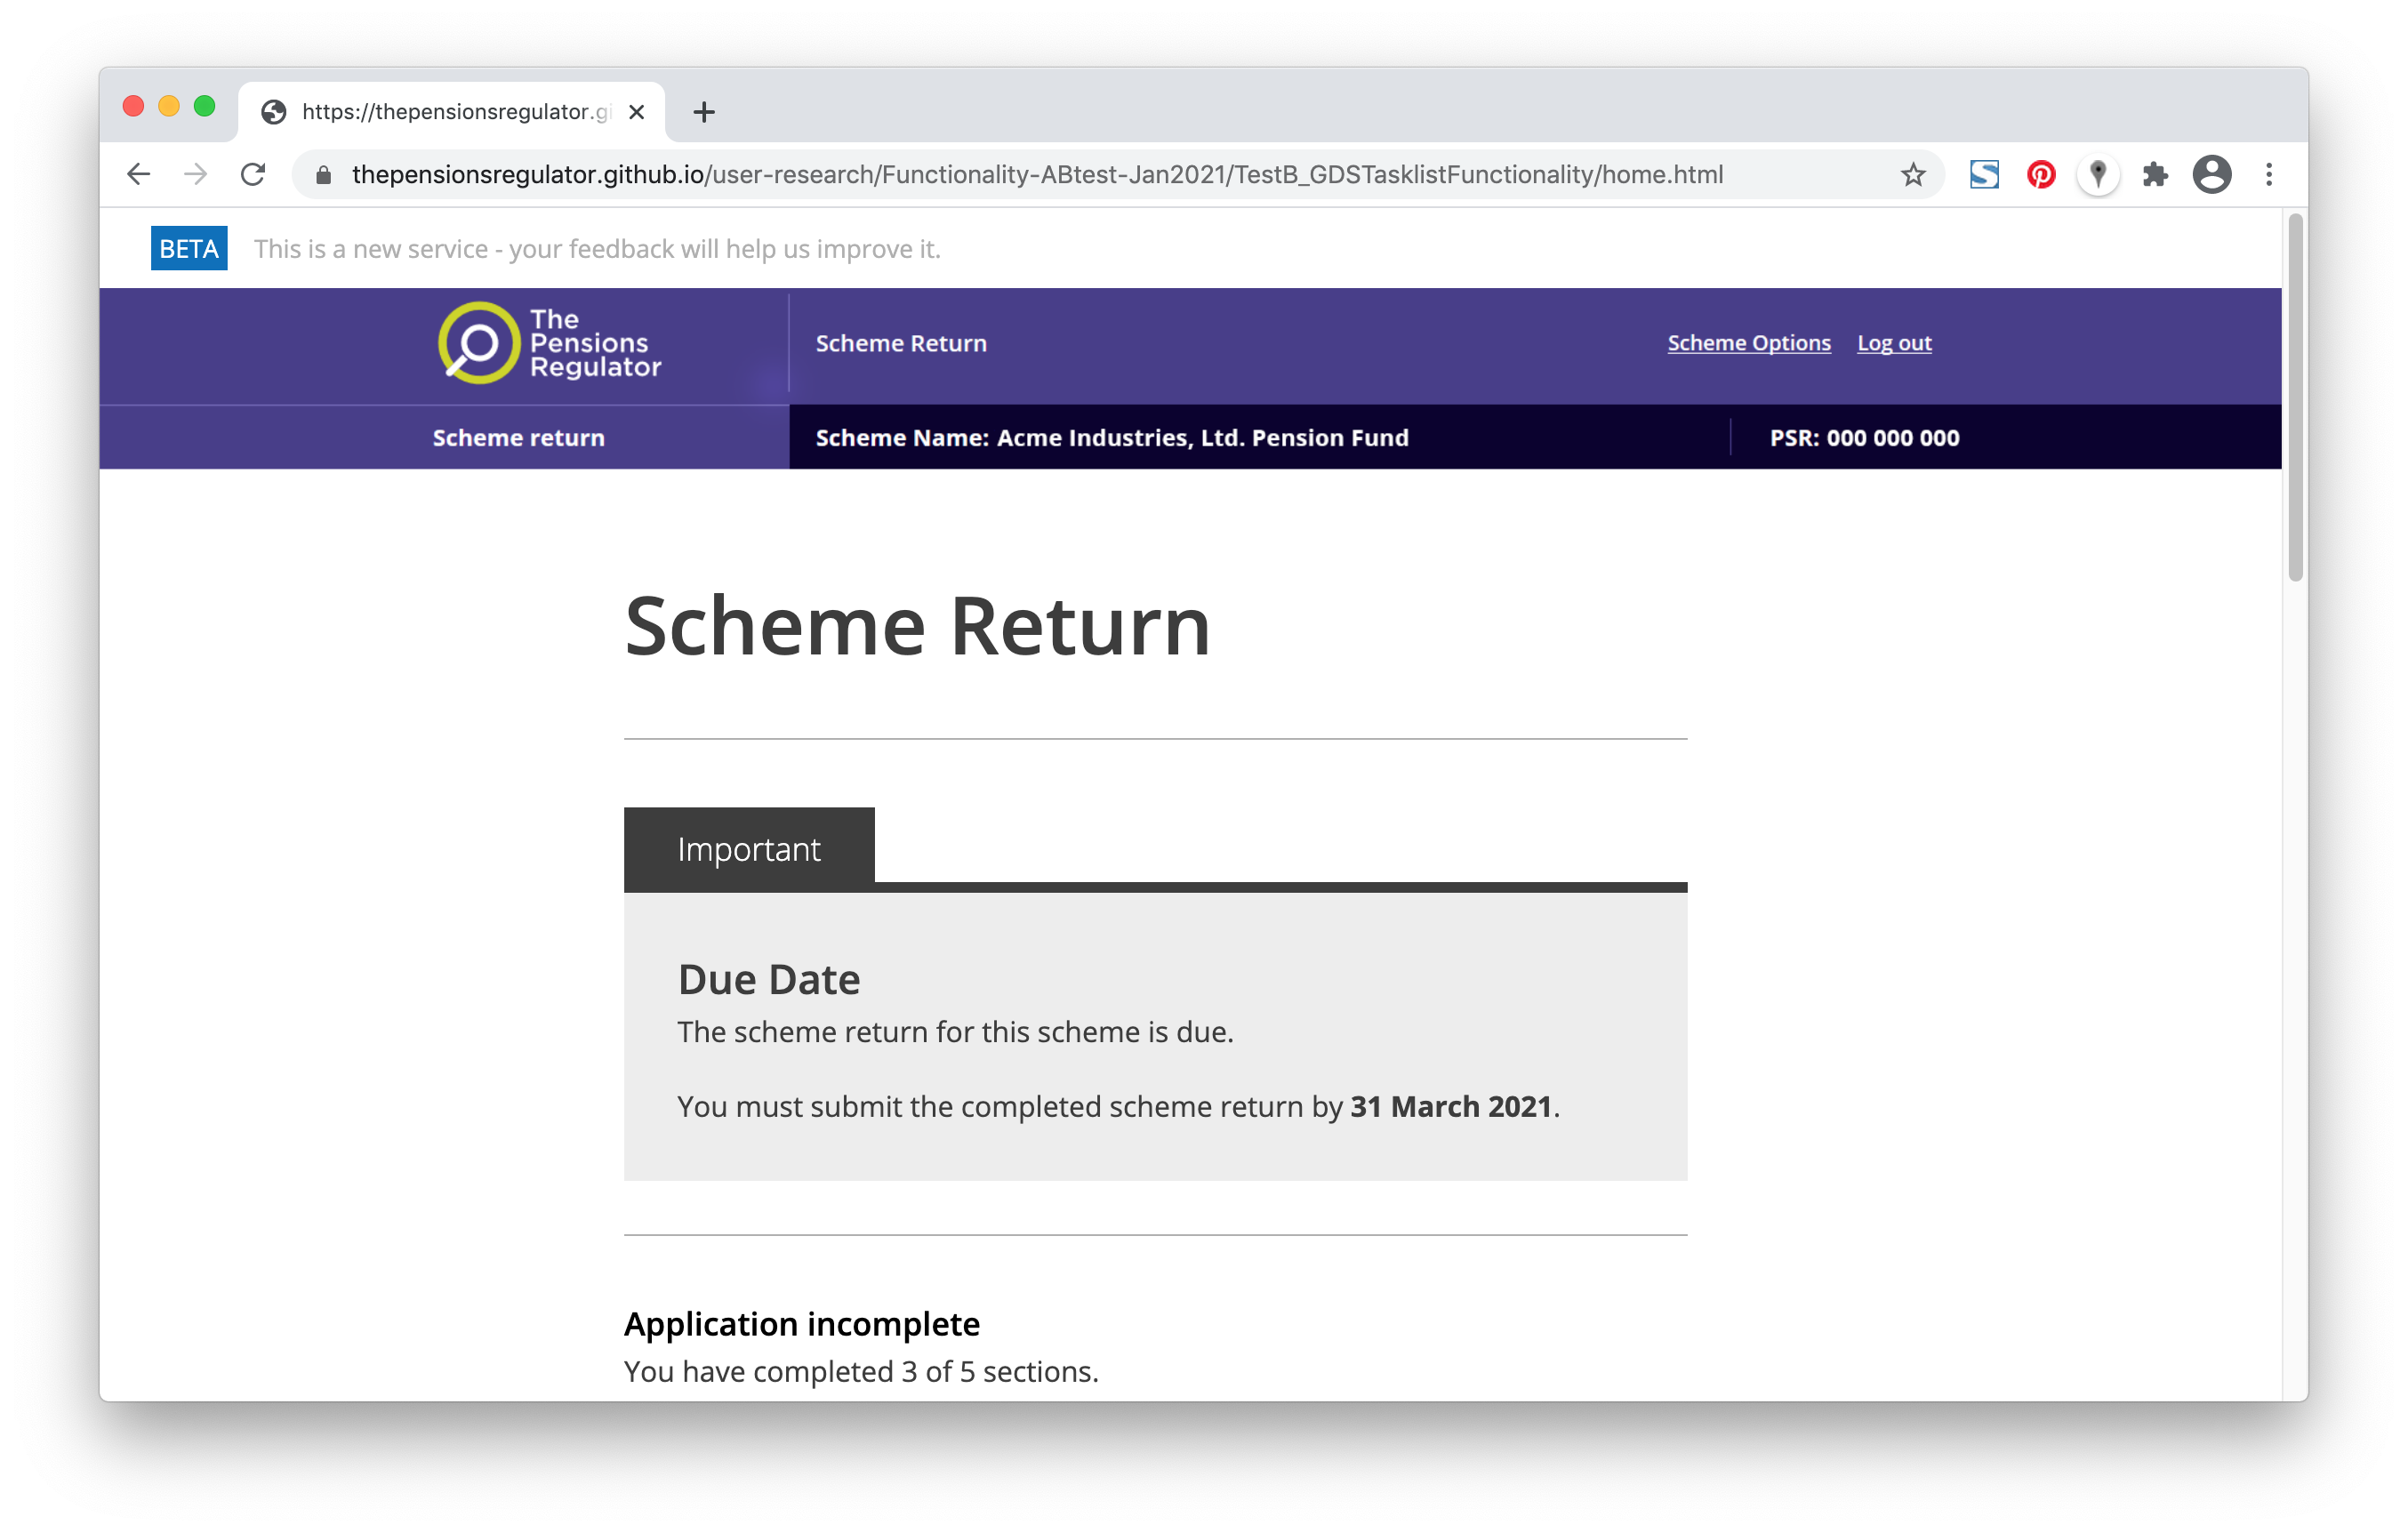 https://thepensionsregulator.gi
thepensionsregulator.github.io/user-research/Functionality-ABtest-Jan2021/TestB_GDSTasklistFunctionality/home.html
BETA This is a new service - your feedback will help us improve it.
The
Pensions
Regulator
Scheme Return
Scheme Options Log out
Scheme return
Scheme Name: Acme Industries, Ltd. Pension Fund
PSR: 000 000 000
Scheme Return
Important
Due Date
The scheme return for this scheme is due.
You must submit the completed scheme return by 31 March 2021.
Application incomplete
You have completed 3 of 5 sections.